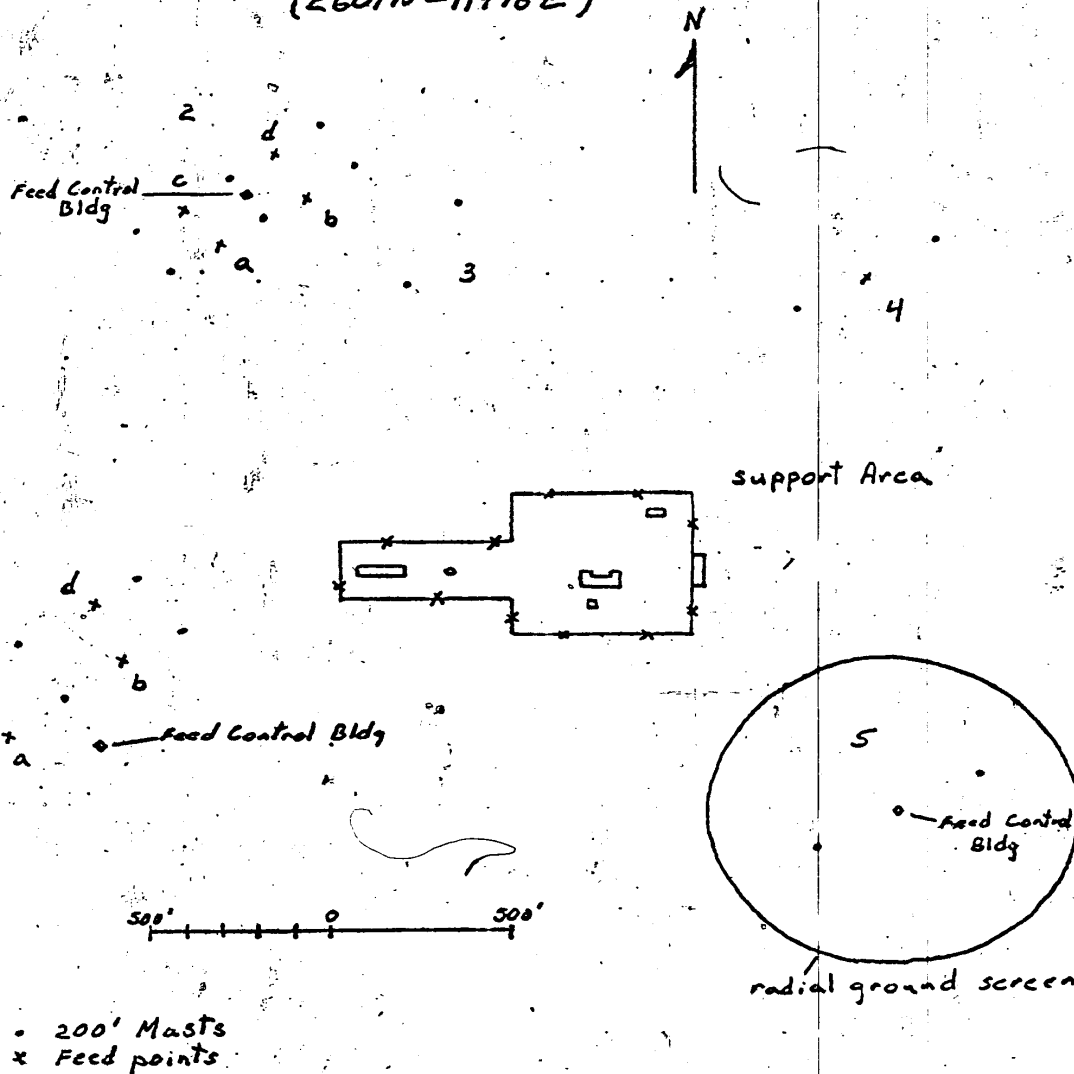 N
2
d
c
Feed Control
Bldg
b
a
3
4
support Area
d
b
Feed Control Bldg
a
5
Feed Control
Bldg
500' 0 500'
radial ground screen
• 200' Masts
x Feed points